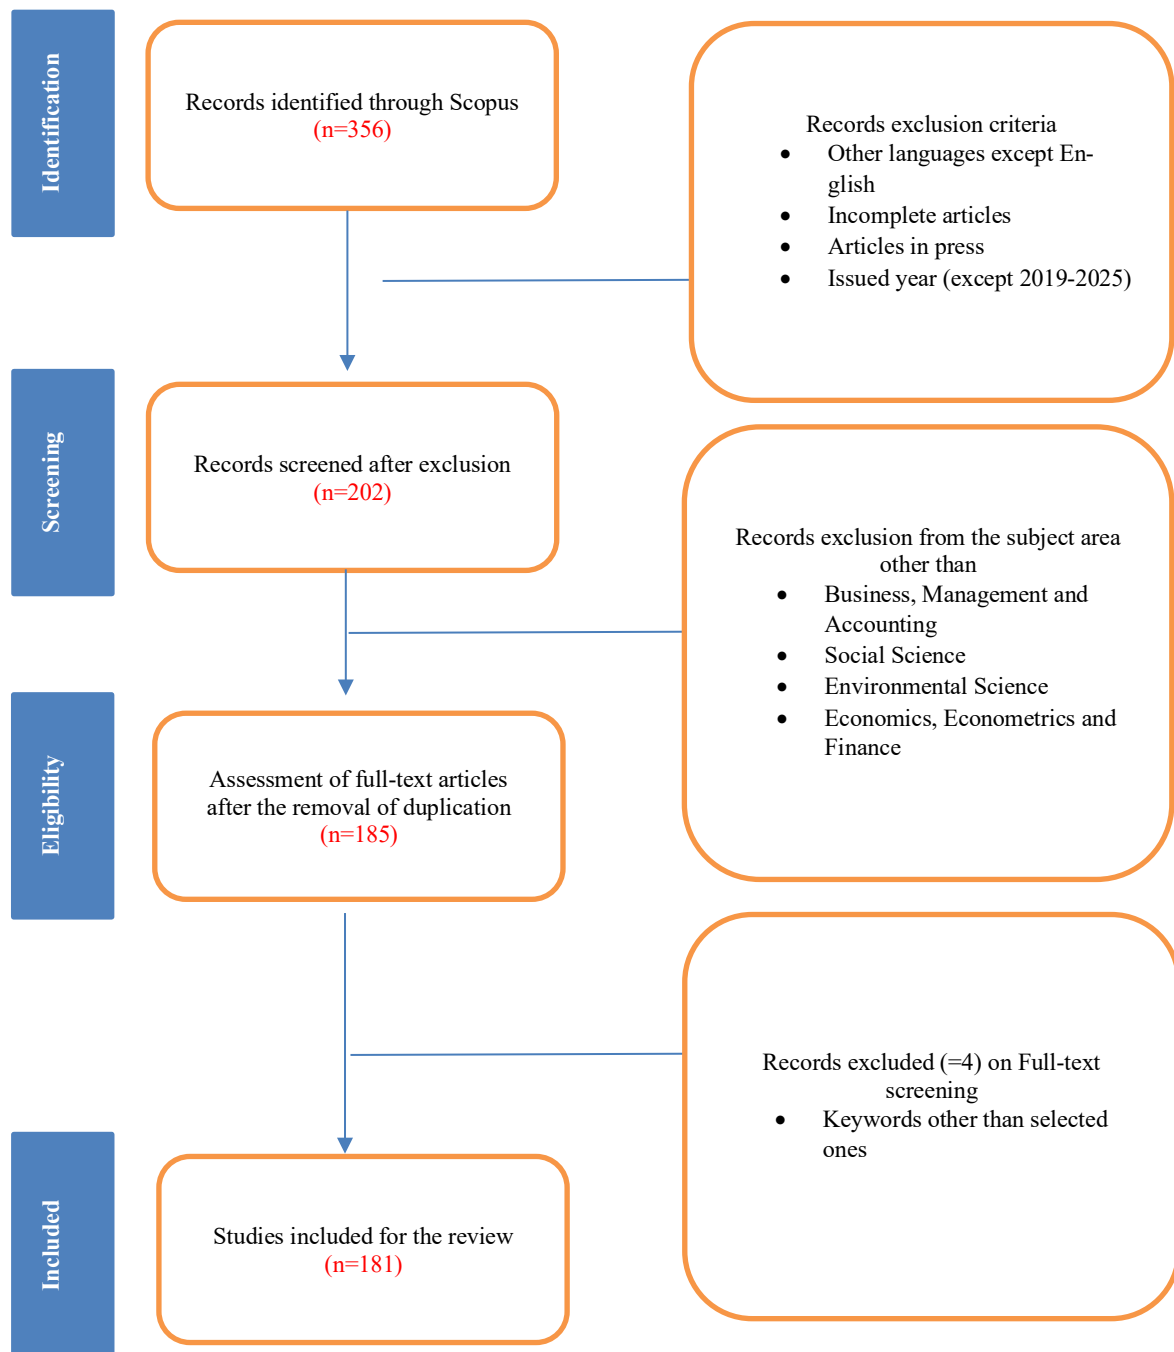 Identification
Records identified through Scopus
(n=356)
Records exclusion criteria
• Other languages except En-
glish
• Incomplete articles
• Articles in press
• Issued year (except 2019-2025)
Screening
Records screened after exclusion
(n=202)
Records exclusion from the subject area
other than
• Business, Management and
Accounting
• Social Science
• Environmental Science
• Economics, Econometrics and
Finance
Eligibility
Assessment of full-text articles
after the removal of duplication
(n=185)
Records excluded (=4) on Full-text
screening
• Keywords other than selected
ones
Included
Studies included for the review
(n=181)